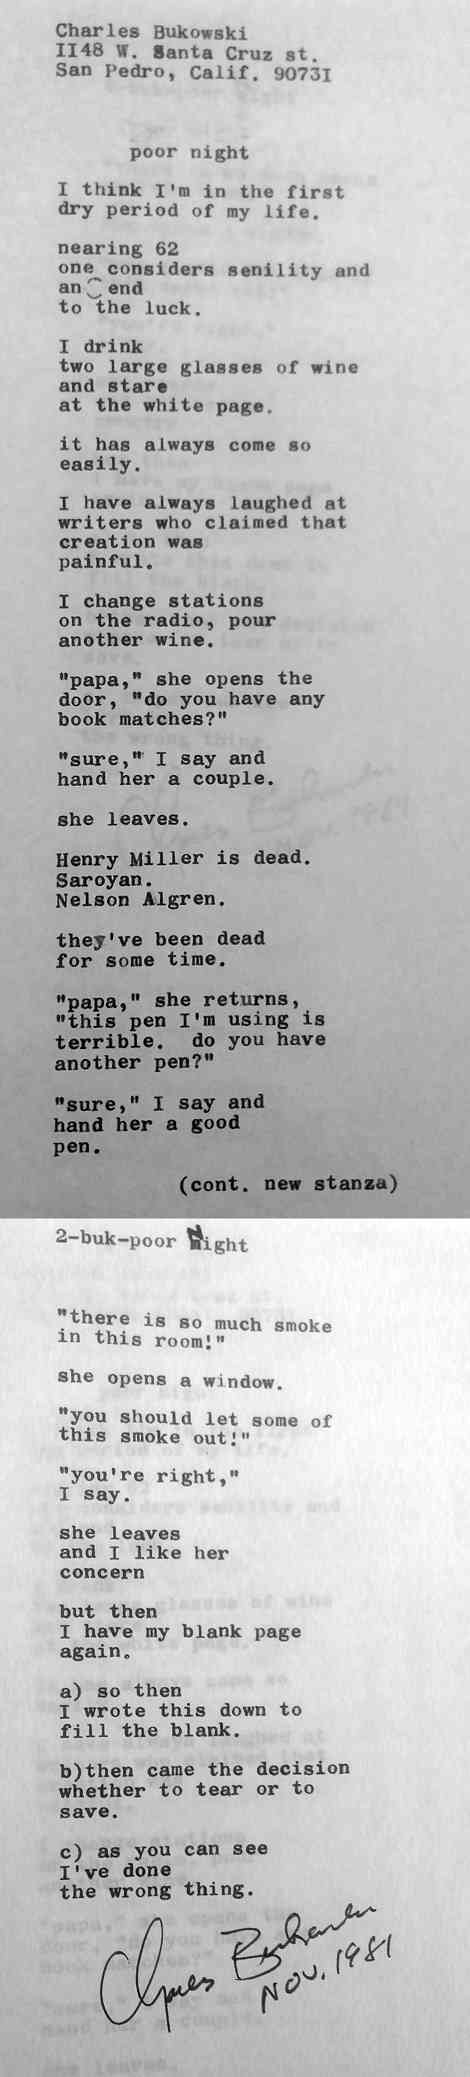 Charles Bukowski
II48 W. Santa Cruz st.
San Pedro, Calif. 9073I
poor night
I think I'm in the first
dry period of my life.
nearing 62
one considers senility and
an end
to the luck.
I drink
two large glasses of wine
and stare
at the white page.
it has always come so
easily.
I have always laughed at
writers who claimed that
creation was
painful.
I change stations
on the radio, pour
another wine.
"papa," she opens the
door, "do you have any
book matches?"
"sure," I say and
hand her a couple.
she leaves.
Henry Miller is dead.
Saroyan.
Nelson Algren.
they've been dead
for some time.
"papa," she returns,
"this pen I'm using is
terrible.  do you have
another pen?"
"sure," I say and
hand her a good
pen.
(cont. new stanza)
2-buk-poor night
"there is so much smoke
in this room!"
she opens a window.
"you should let some of
this smoke out!"
"you're right,"
I say.
she leaves
and I like her
concern
but then
I have my blank page
again.
a) so then
I wrote this down to
fill the blank.
b)then came the decision
whether to tear or to
save.
c) as you can see
I've done
the wrong thing.
Charles Bukowski
NOV. 1981